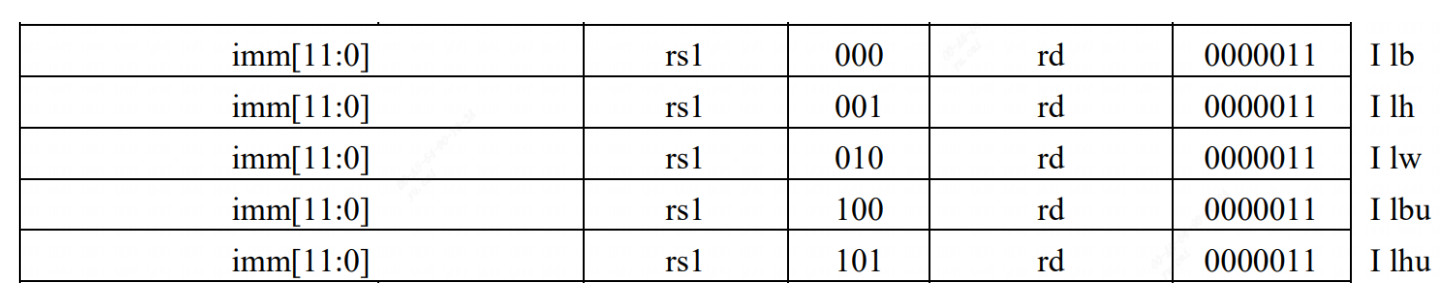 imm[11:0] rs1 000 rd 0000011 I lb
imm[11:0] rs1 001 rd 0000011 I lh
imm[11:0] rs1 010 rd 0000011 I lw
imm[11:0] rs1 100 rd 0000011 I lbu
imm[11:0] rs1 101 rd 0000011 I lhu